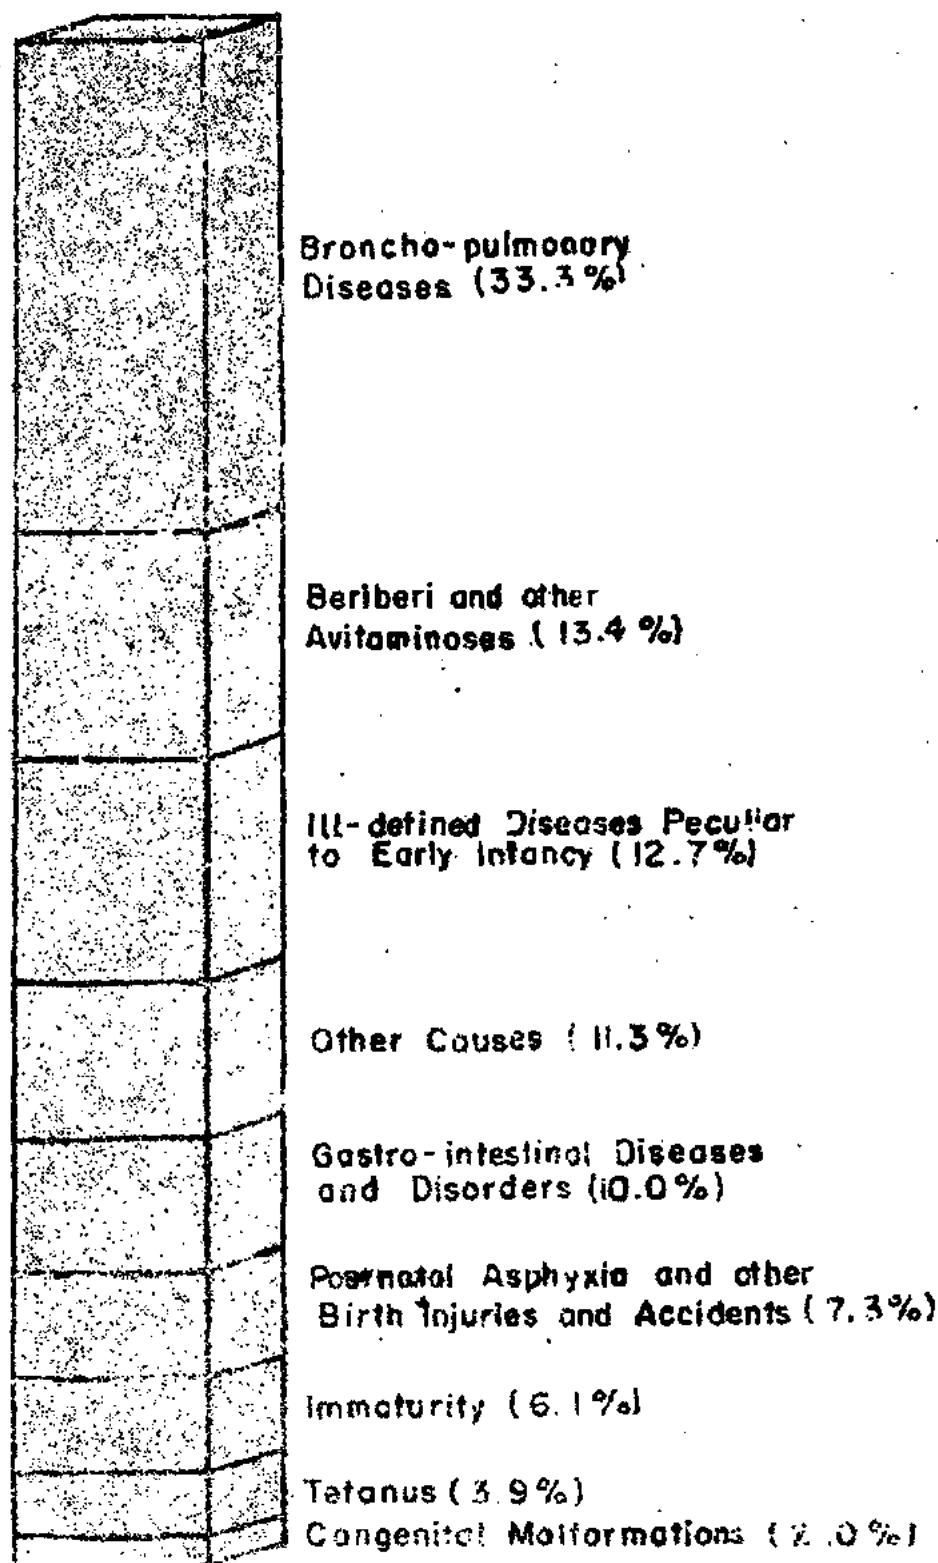 Broncho-pulmonary
Diseases (33.3%)
Beriberi and other
Avitaminoses (13.4%)
Ill-defined Diseases Peculiar
to Early Infancy (12.7%)
Other Causes (11.3%)
Gastro-intestinal Diseases
and Disorders (10.0%)
Postnatal Asphyxia and other
Birth Injuries and Accidents (7.3%)
Immaturity (6.1%)
Tetanus (3.9%)
Congenital Malformations (2.0%)